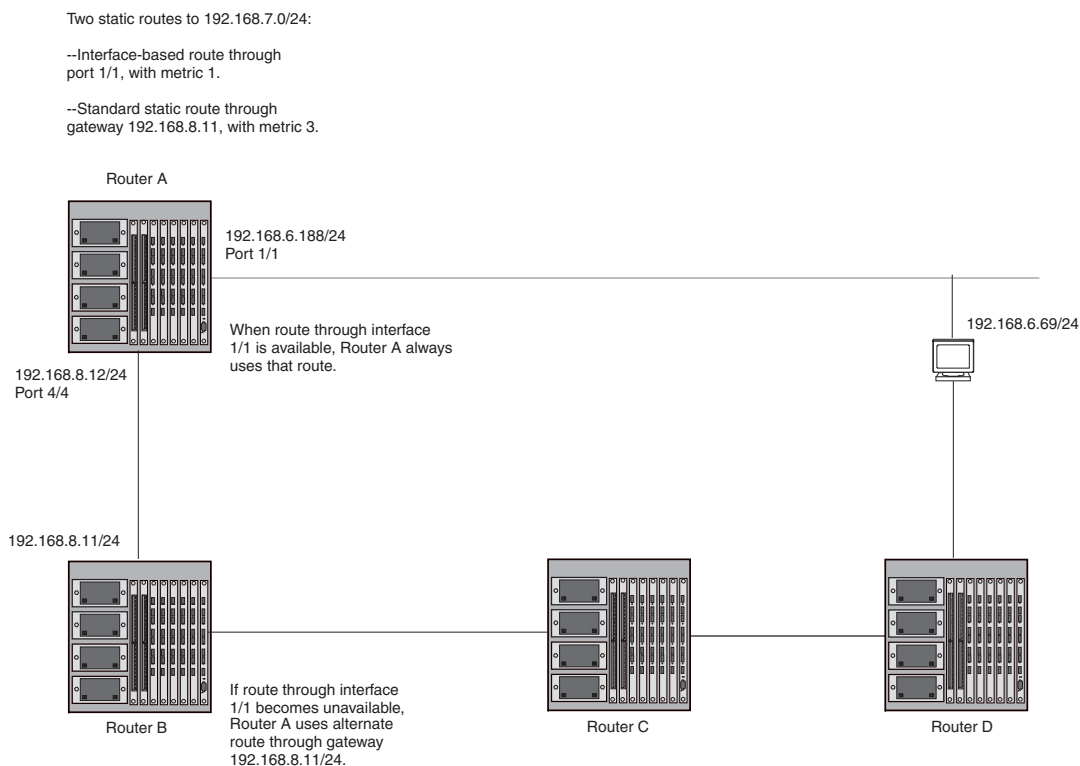 Two static routes to 192.168.7.0/24:
--Interface-based route through
port 1/1, with metric 1.
--Standard static route through
gateway 192.168.8.11, with metric 3.
Router A
192.168.6.188/24
Port 1/1
192.168.6.69/24
When route through interface
1/1 is available, Router A always
uses that route.
192.168.8.12/24
Port 4/4
192.168.8.11/24
If route through interface
1/1 becomes unavailable,
Router A uses alternate
route through gateway
192.168.8.11/24.
Router B
Router C
Router D